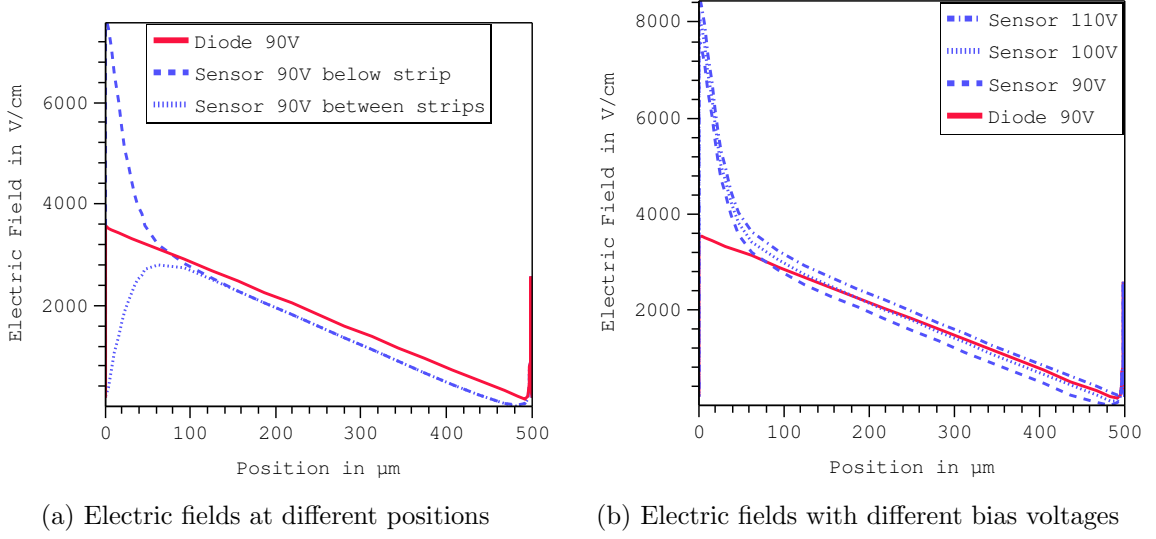 Electric Field in V/cm
6000
4000
2000
Diode 90V
Sensor 90V below strip
Sensor 90V between strips
0 100 200 300 400 500
Position in µm
(a) Electric fields at different positions
Electric Field in V/cm
8000
6000
4000
2000
Sensor 110V
Sensor 100V
Sensor 90V
Diode 90V
0 100 200 300 400 500
Position in µm
(b) Electric fields with different bias voltages